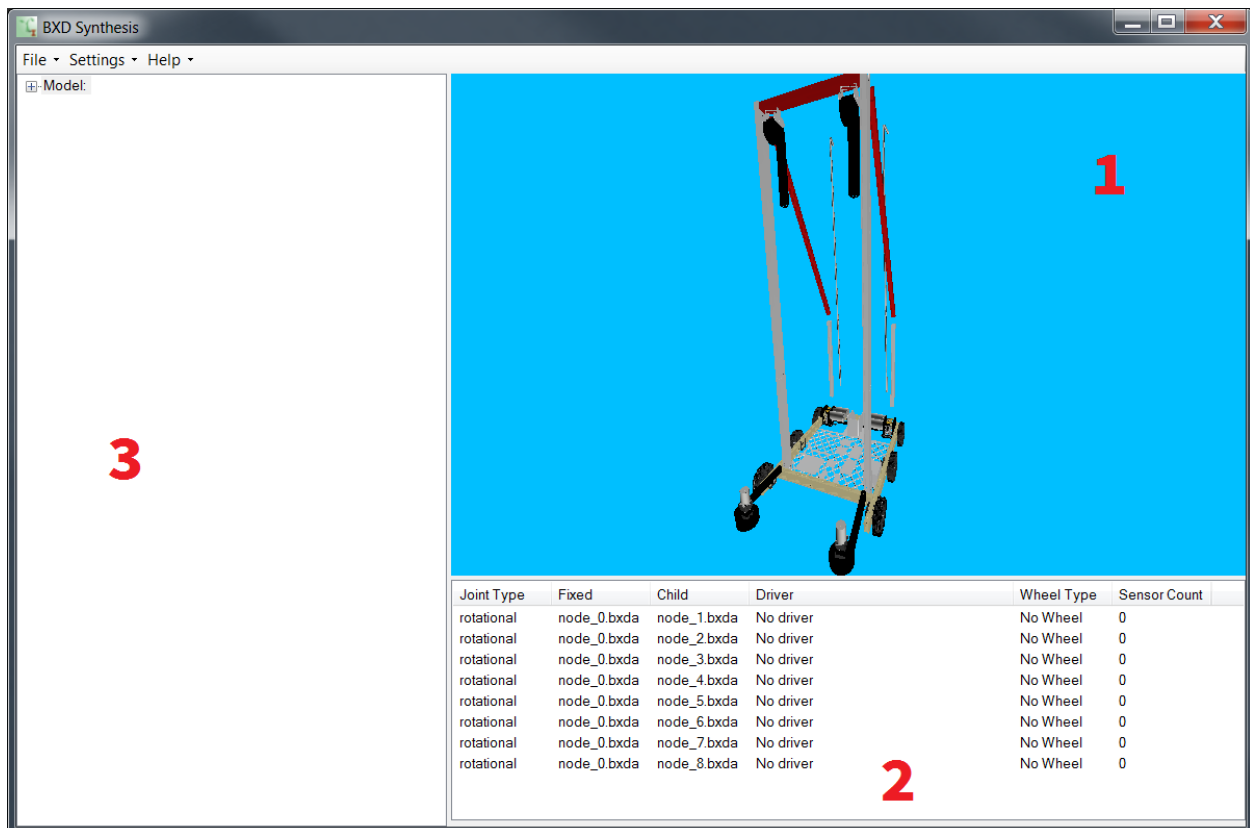 BXD Synthesis
File Settings Help
Model:
1
3
Joint Type Fixed Child Driver Wheel Type Sensor Count
rotational node_0.bxda node_1.bxda No driver No Wheel 0
rotational node_0.bxda node_2.bxda No driver No Wheel 0
rotational node_0.bxda node_3.bxda No driver No Wheel 0
rotational node_0.bxda node_4.bxda No driver No Wheel 0
rotational node_0.bxda node_5.bxda No driver No Wheel 0
rotational node_0.bxda node_6.bxda No driver No Wheel 0
rotational node_0.bxda node_7.bxda No driver No Wheel 0
rotational node_0.bxda node_8.bxda No driver No Wheel 0
2